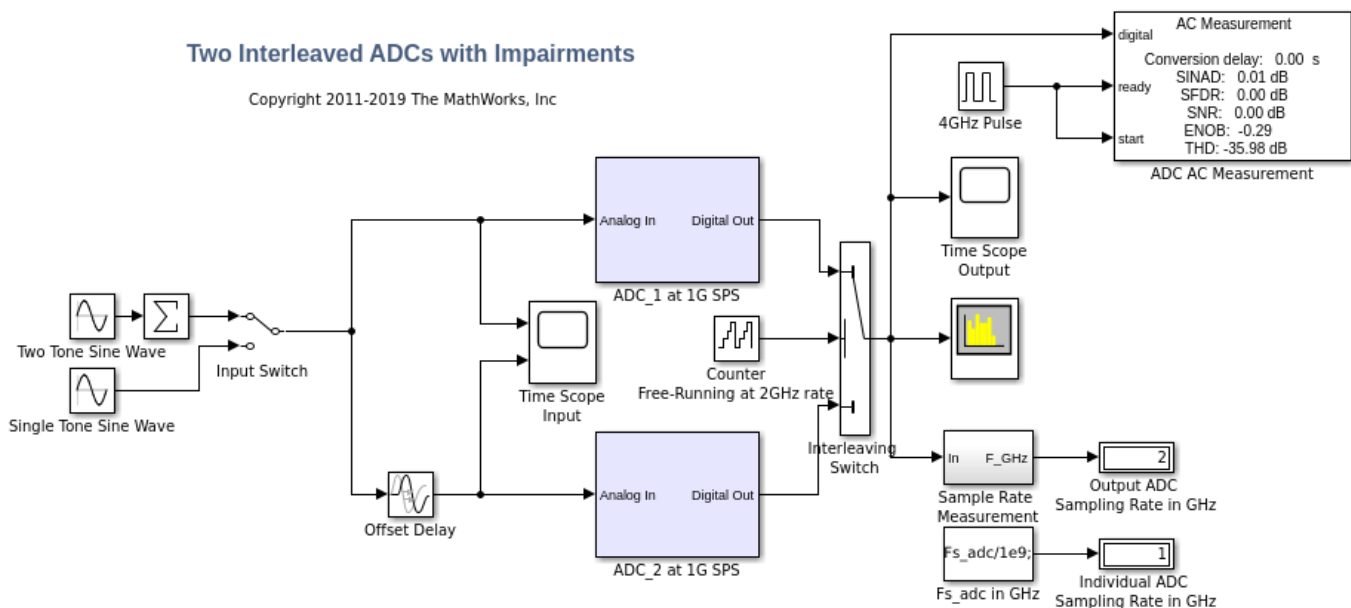 Two Interleaved ADCs with Impairments
Copyright 2011-2019 The MathWorks, Inc
AC Measurement
digital
Conversion delay: 0.00 s
SINAD: 0.01 dB
ready
SFDR: 0.00 dB
SNR: 0.00 dB
ENOB: -0.29
start
THD: -35.98 dB
ADC AC Measurement
4GHz Pulse
Time Scope
Output
Analog In
Digital Out
ADC_1 at 1G SPS
Two Tone Sine Wave
Input Switch
Single Tone Sine Wave
Time Scope
Input
Counter
Free-Running at 2GHz rate
Interleaving
Switch
Analog In
Digital Out
ADC_2 at 1G SPS
Offset Delay
In
F_GHz
Sample Rate
Measurement
2
Output ADC
Sampling Rate in GHz
Fs_adc/1e9;
Fs_adc in GHz
1
Individual ADC
Sampling Rate in GHz